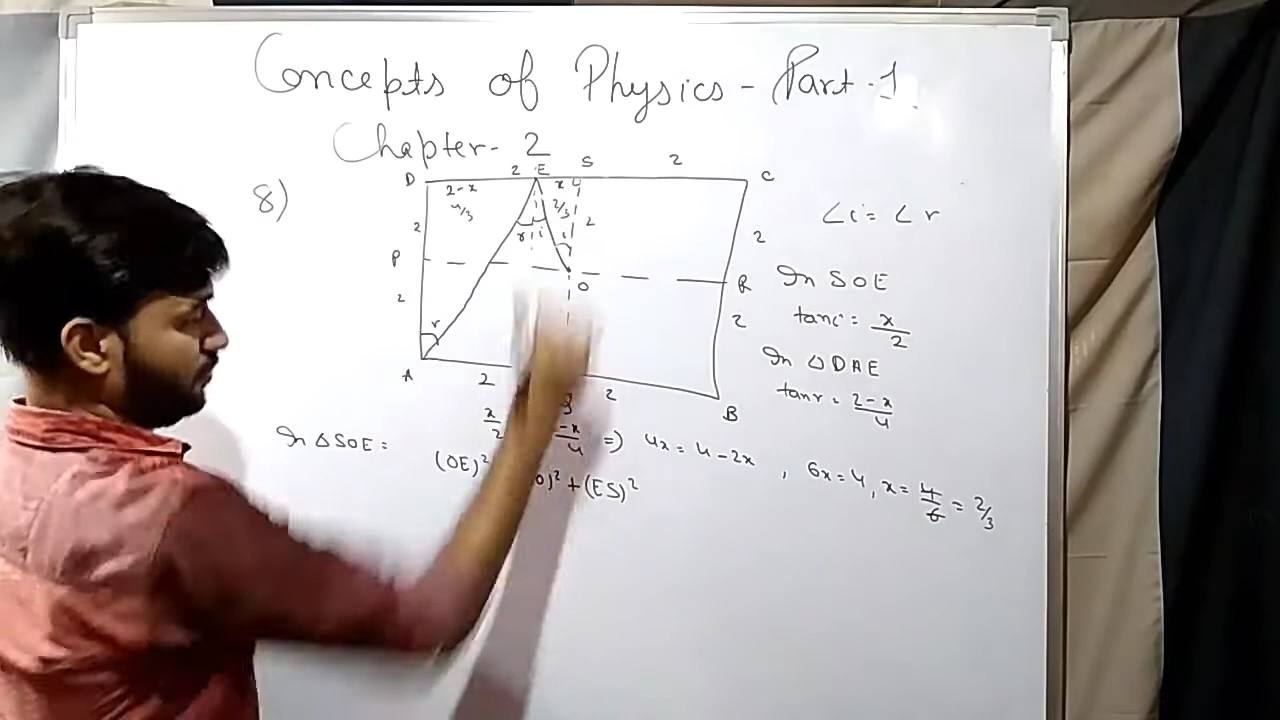 Concepts of Physics - Part - 1
Chapter - 2
8)
D 2-x 2 E x S 2 C
4/3 2/3
2 r i i 2 2
P O R
2 r 2
A 2 2 B
∠i = ∠r
In SOE
tan i = x/2
In △DAE
tan r = 2-x/4
x/2 -x/4 => 4x = 4-2x , 6x = 4, x = 4/6 = 2/3
In △SOE =
(OE)² O)² + (ES)²